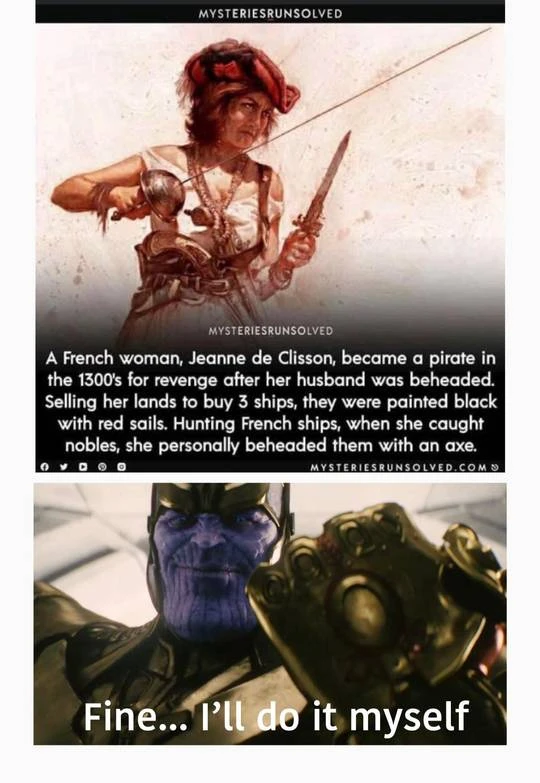 MYSTERIESRUNSOLVED
MYSTERIESRUNSOLVED
A French woman, Jeanne de Clisson, became a pirate in
the 1300's for revenge after her husband was beheaded.
Selling her lands to buy 3 ships, they were painted black
with red sails. Hunting French ships, when she caught
nobles, she personally beheaded them with an axe.
MYSTERIESRUNSOLVED.COM
Fine... I'll do it myself